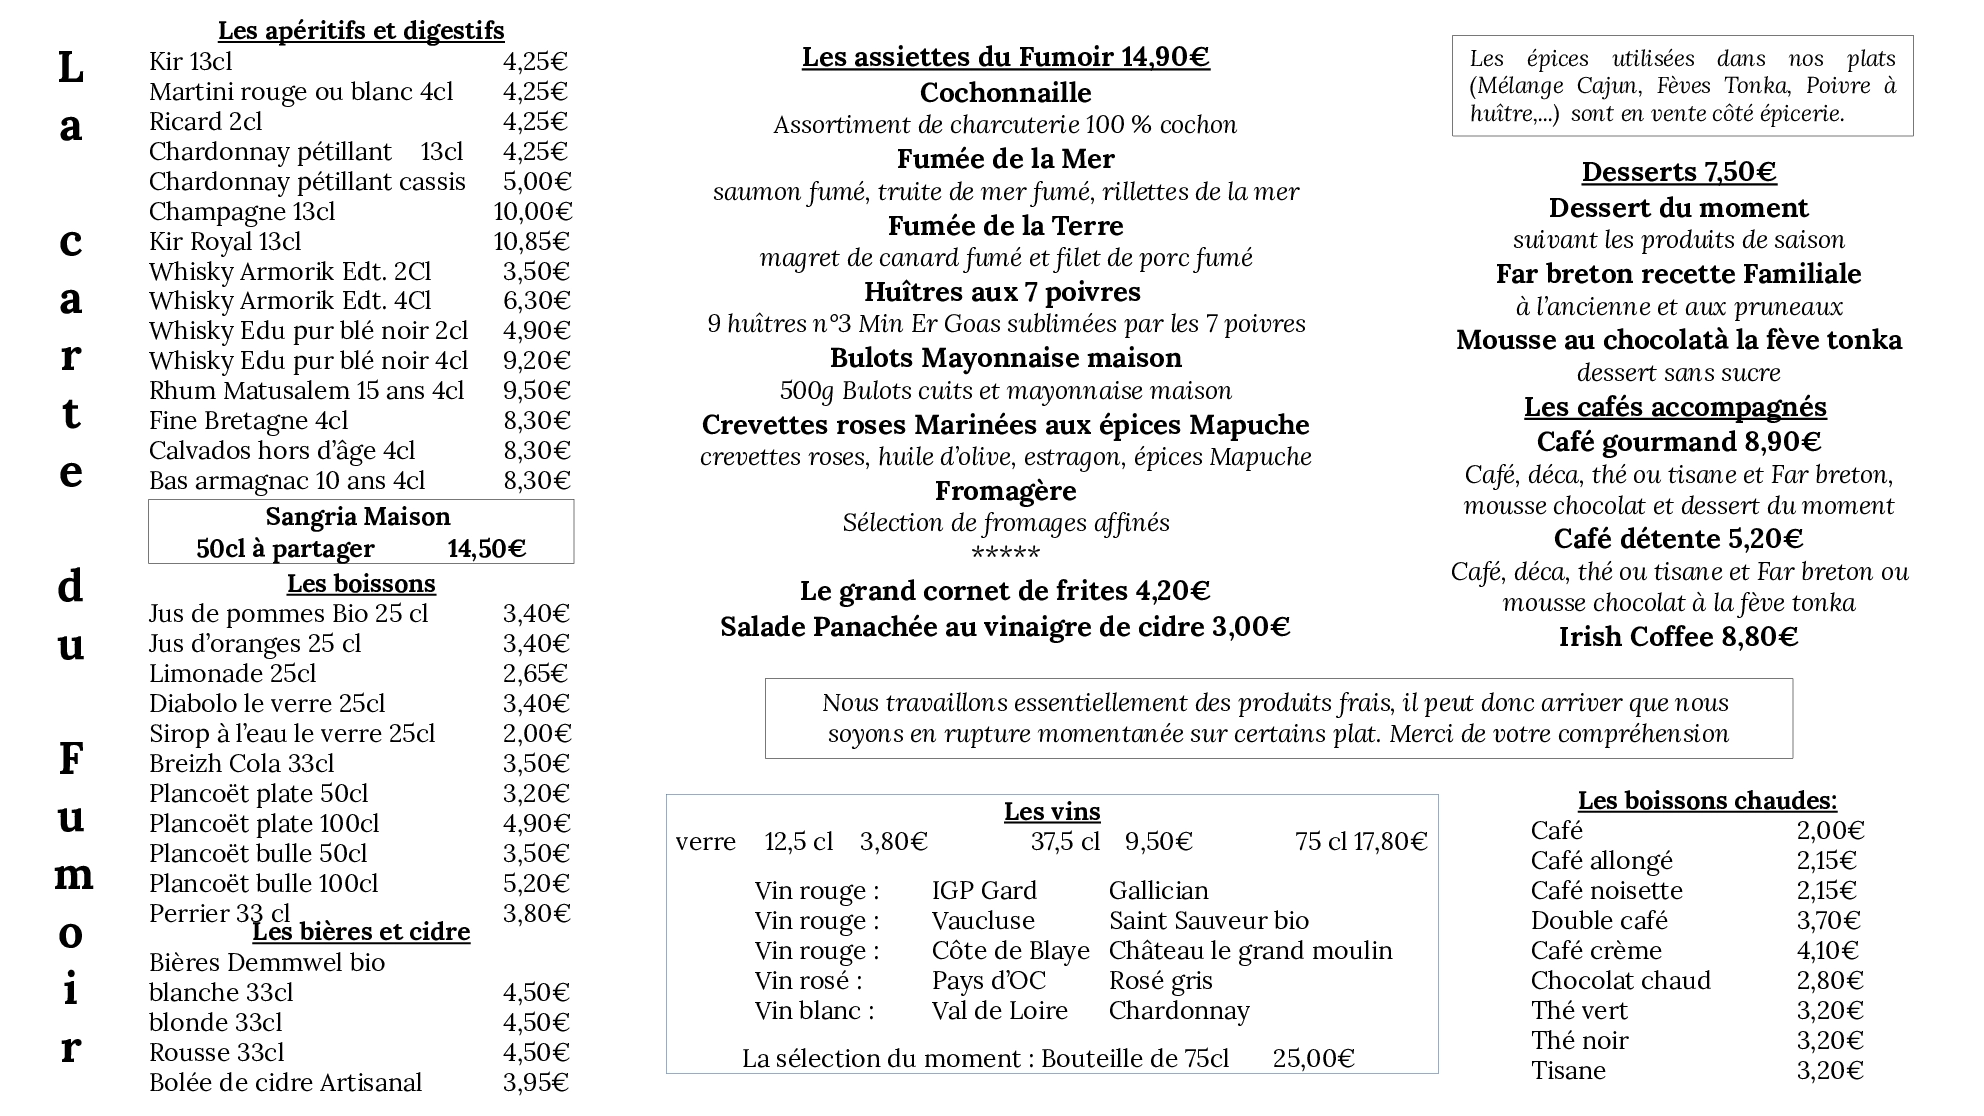 La carte du Fumoir
Les apéritifs et digestifs
Kir 13cl 4,25€
Martini rouge ou blanc 4cl 4,25€
Ricard 2cl 4,25€
Chardonnay pétillant 13cl 4,25€
Chardonnay pétillant cassis 5,00€
Champagne 13cl 10,00€
Kir Royal 13cl 10,85€
Whisky Armorik Edt. 2Cl 3,50€
Whisky Armorik Edt. 4Cl 6,30€
Whisky Edu pur blé noir 2cl 4,90€
Whisky Edu pur blé noir 4cl 9,20€
Rhum Matusalem 15 ans 4cl 9,50€
Fine Bretagne 4cl 8,30€
Calvados hors d’âge 4cl 8,30€
Bas armagnac 10 ans 4cl 8,30€
Sangria Maison
50cl à partager 14,50€
Les boissons
Jus de pommes Bio 25 cl 3,40€
Jus d’oranges 25 cl 3,40€
Limonade 25cl 2,65€
Diabolo le verre 25cl 3,40€
Sirop à l’eau le verre 25cl 2,00€
Breizh Cola 33cl 3,50€
Plancoët plate 50cl 3,20€
Plancoët plate 100cl 4,90€
Plancoët bulle 50cl 3,50€
Plancoët bulle 100cl 5,20€
Perrier 33 cl 3,80€
Les bières et cidre
Bières Demmwel bio
blanche 33cl 4,50€
blonde 33cl 4,50€
Rousse 33cl 4,50€
Bolée de cidre Artisanal 3,95€
Les assiettes du Fumoir 14,90€
Cochonnaille
Assortiment de charcuterie 100 % cochon
Fumée de la Mer
saumon fumé, truite de mer fumé, rillettes de la mer
Fumée de la Terre
magret de canard fumé et filet de porc fumé
Huîtres aux 7 poivres
9 huîtres n°3 Min Er Goas sublimées par les 7 poivres
Bulots Mayonnaise maison
500g Bulots cuits et mayonnaise maison
Crevettes roses Marinées aux épices Mapuche
crevettes roses, huile d’olive, estragon, épices Mapuche
Fromagère
Sélection de fromages affinés
*****
Le grand cornet de frites 4,20€
Salade Panachée au vinaigre de cidre 3,00€
Les épices utilisées dans nos plats
(Mélange Cajun, Fèves Tonka, Poivre à
huître,...) sont en vente côté épicerie.
Desserts 7,50€
Dessert du moment
suivant les produits de saison
Far breton recette Familiale
à l’ancienne et aux pruneaux
Mousse au chocolatà la fève tonka
dessert sans sucre
Les cafés accompagnés
Café gourmand 8,90€
Café, déca, thé ou tisane et Far breton,
mousse chocolat et dessert du moment
Café détente 5,20€
Café, déca, thé ou tisane et Far breton ou
mousse chocolat à la fève tonka
Irish Coffee 8,80€
Nous travaillons essentiellement des produits frais, il peut donc arriver que nous
soyons en rupture momentanée sur certains plat. Merci de votre compréhension
Les vins
verre 12,5 cl 3,80€ 37,5 cl 9,50€ 75 cl 17,80€
Vin rouge : IGP Gard Gallician
Vin rouge : Vaucluse Saint Sauveur bio
Vin rouge : Côte de Blaye Château le grand moulin
Vin rosé : Pays d’OC Rosé gris
Vin blanc : Val de Loire Chardonnay
La sélection du moment : Bouteille de 75cl 25,00€
Les boissons chaudes:
Café 2,00€
Café allongé 2,15€
Café noisette 2,15€
Double café 3,70€
Café crème 4,10€
Chocolat chaud 2,80€
Thé vert 3,20€
Thé noir 3,20€
Tisane 3,20€